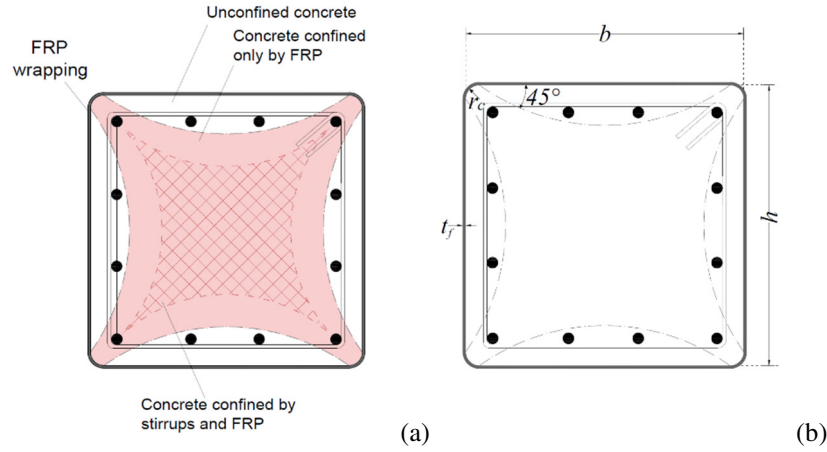 Unconfined concrete
Concrete confined
only by FRP
FRP
wrapping
Concrete confined by
stirrups and FRP
(a)
b
r_c
45°
t_f
h
(b)